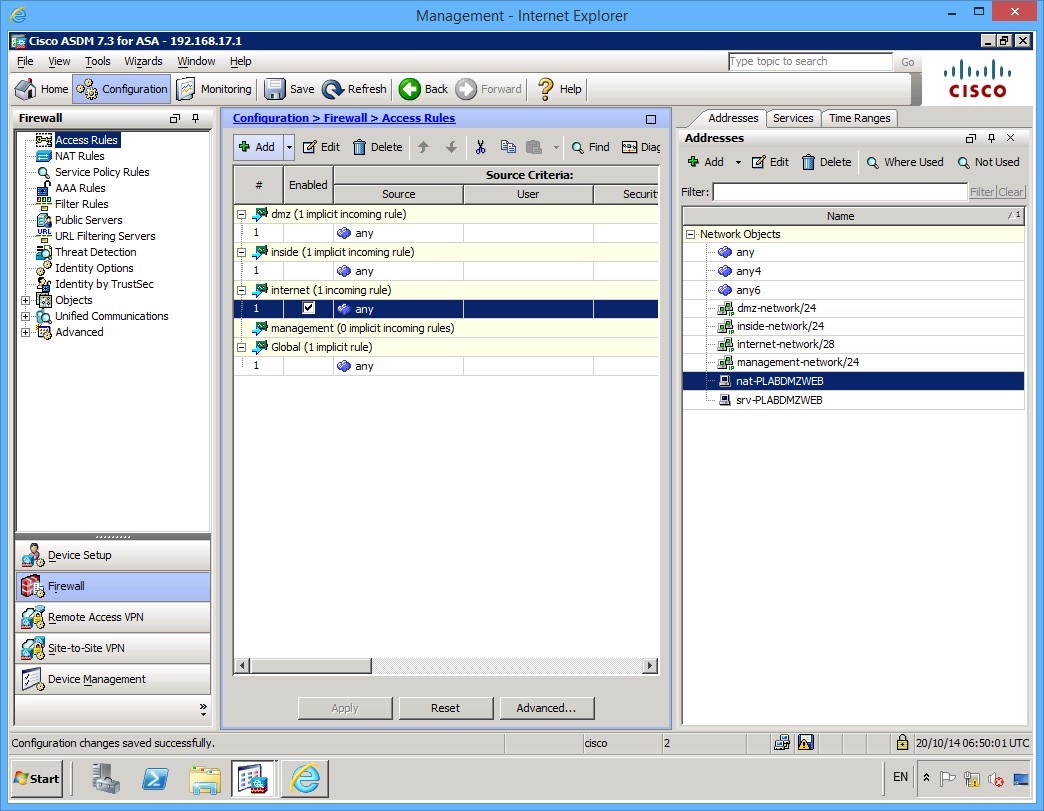 Management - Internet Explorer
Cisco ASDM 7.3 for ASA - 192.168.17.1
File View Tools Wizards Window Help
Type topic to search Go
Home Configuration Monitoring Save Refresh Back Forward Help
CISCO
Firewall
Access Rules
NAT Rules
Service Policy Rules
AAA Rules
Filter Rules
Public Servers
URL Filtering Servers
Threat Detection
Identity Options
Identity by TrustSec
Objects
Unified Communications
Advanced
Device Setup
Firewall
Remote Access VPN
Site-to-Site VPN
Device Management
Configuration > Firewall > Access Rules
Add Edit Delete Find Diag
# Enabled Source Criteria:
Source User Securit
dmz (1 implicit incoming rule)
1 any
inside (1 implicit incoming rule)
1 any
internet (1 incoming rule)
1 any
management (0 implicit incoming rules)
Global (1 implicit rule)
1 any
Apply Reset Advanced...
Addresses Services Time Ranges
Addresses
Add Edit Delete Where Used Not Used
Filter: Filter Clear
Name 1
Network Objects
any
any4
any6
dmz-network/24
inside-network/24
internet-network/28
management-network/24
nat-PLABDMZWEB
srv-PLABDMZWEB
Configuration changes saved successfully. cisco 2 20/10/14 06:50:01 UTC
Start EN